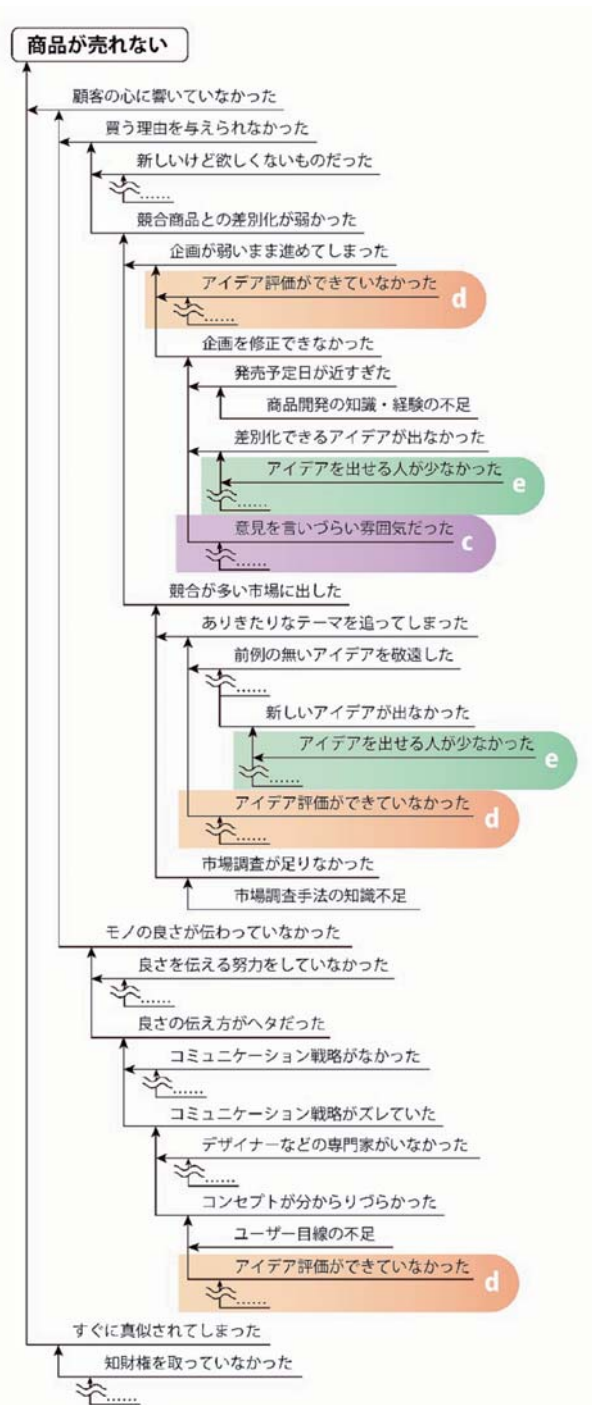 商品が売れない
顧客の心に響いていなかった
買う理由を与えられなかった
新しいけど欲しくないものだった
……
競合商品との差別化が弱かった
企画が弱いまま進めてしまった
アイデア評価ができていなかった
d
……
企画を修正できなかった
発売予定日が近すぎた
商品開発の知識・経験の不足
差別化できるアイデアが出なかった
アイデアを出せる人が少なかった
e
……
意見を言いづらい雰囲気だった
c
……
競合が多い市場に出した
ありきたりなテーマを追ってしまった
前例の無いアイデアを敬遠した
……
新しいアイデアが出なかった
アイデアを出せる人が少なかった
e
……
アイデア評価ができていなかった
d
……
市場調査が足りなかった
市場調査手法の知識不足
モノの良さが伝わっていなかった
良さを伝える努力をしていなかった
……
良さの伝え方がヘタだった
コミュニケーション戦略がなかった
……
コミュニケーション戦略がズレていた
デザイナーなどの専門家がいなかった
……
コンセプトが分からりづらかった
ユーザー目線の不足
アイデア評価ができていなかった
d
……
すぐに真似されてしまった
知財権を取っていなかった
……